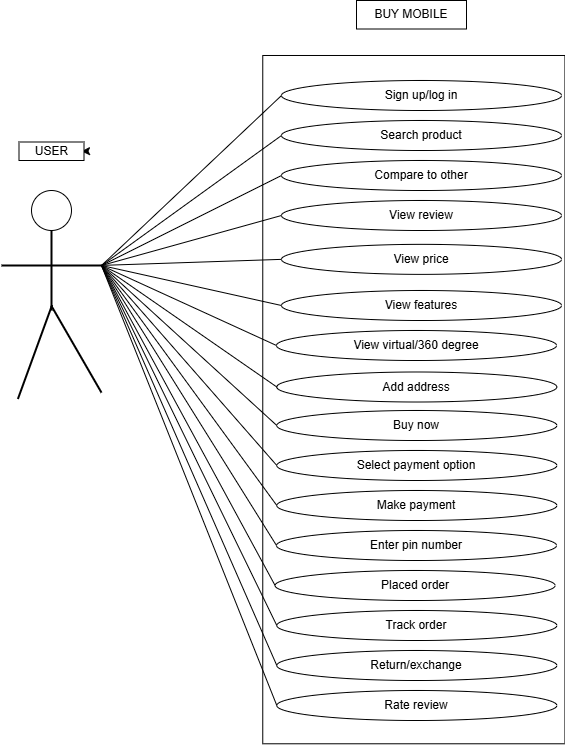 BUY MOBILE
USER
Sign up/log in
Search product
Compare to other
View review
View price
View features
View virtual/360 degree
Add address
Buy now
Select payment option
Make payment
Enter pin number
Placed order
Track order
Return/exchange
Rate review